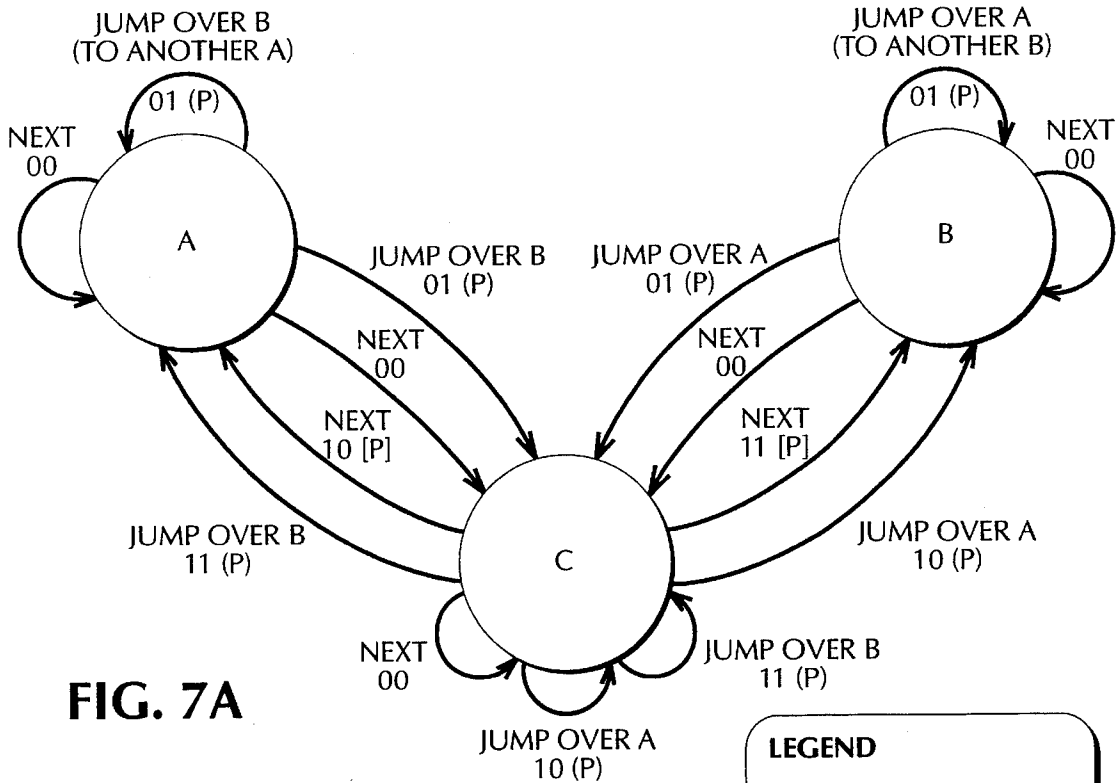 JUMP OVER B
(TO ANOTHER A)
01 (P)
NEXT
00
A
JUMP OVER A
(TO ANOTHER B)
01 (P)
NEXT
00
B
JUMP OVER B
01 (P)
JUMP OVER A
01 (P)
NEXT
00
NEXT
00
NEXT
10 [P]
NEXT
11 [P]
JUMP OVER B
11 (P)
C
JUMP OVER A
10 (P)
NEXT
00
JUMP OVER B
11 (P)
JUMP OVER A
10 (P)
FIG. 7A
LEGEND